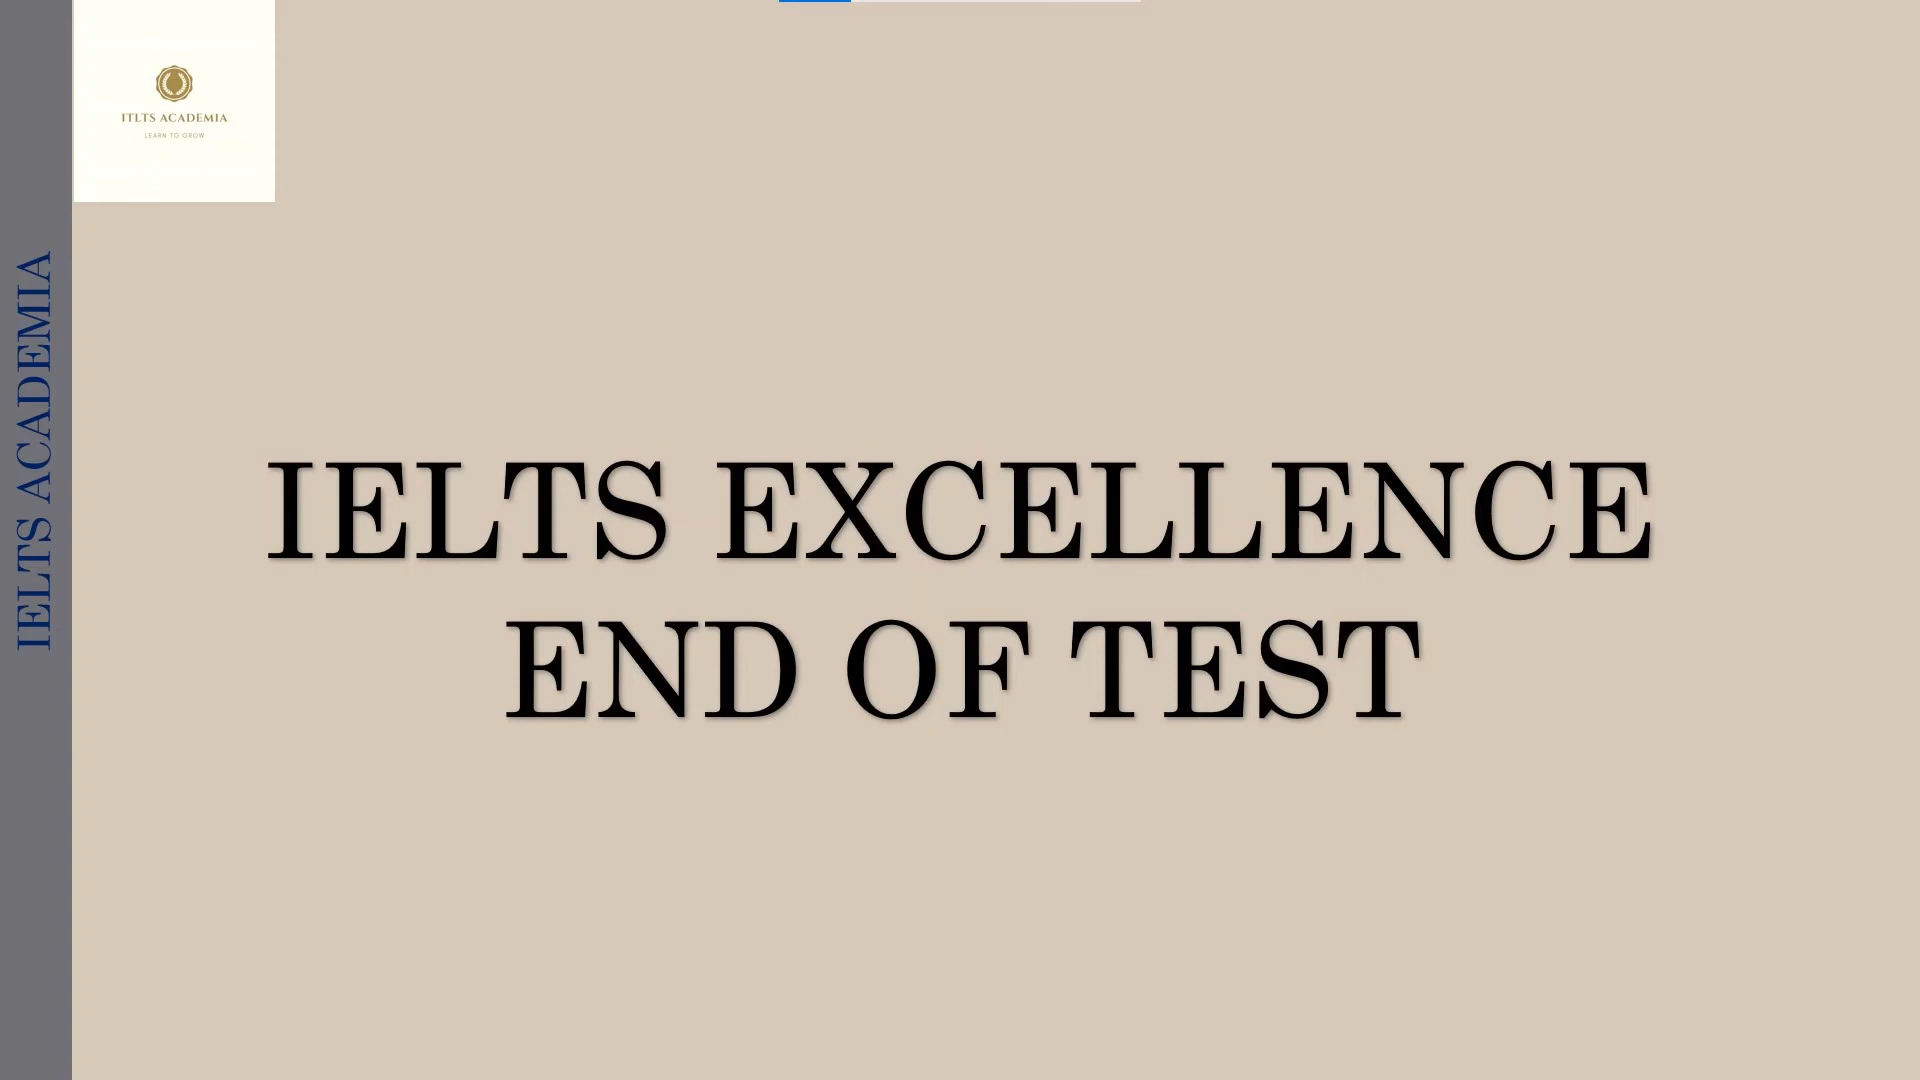 ITLTS ACADEMIA
LEARN TO GROW
IELTS ACADEMIA
IELTS EXCELLENCE
END OF TEST